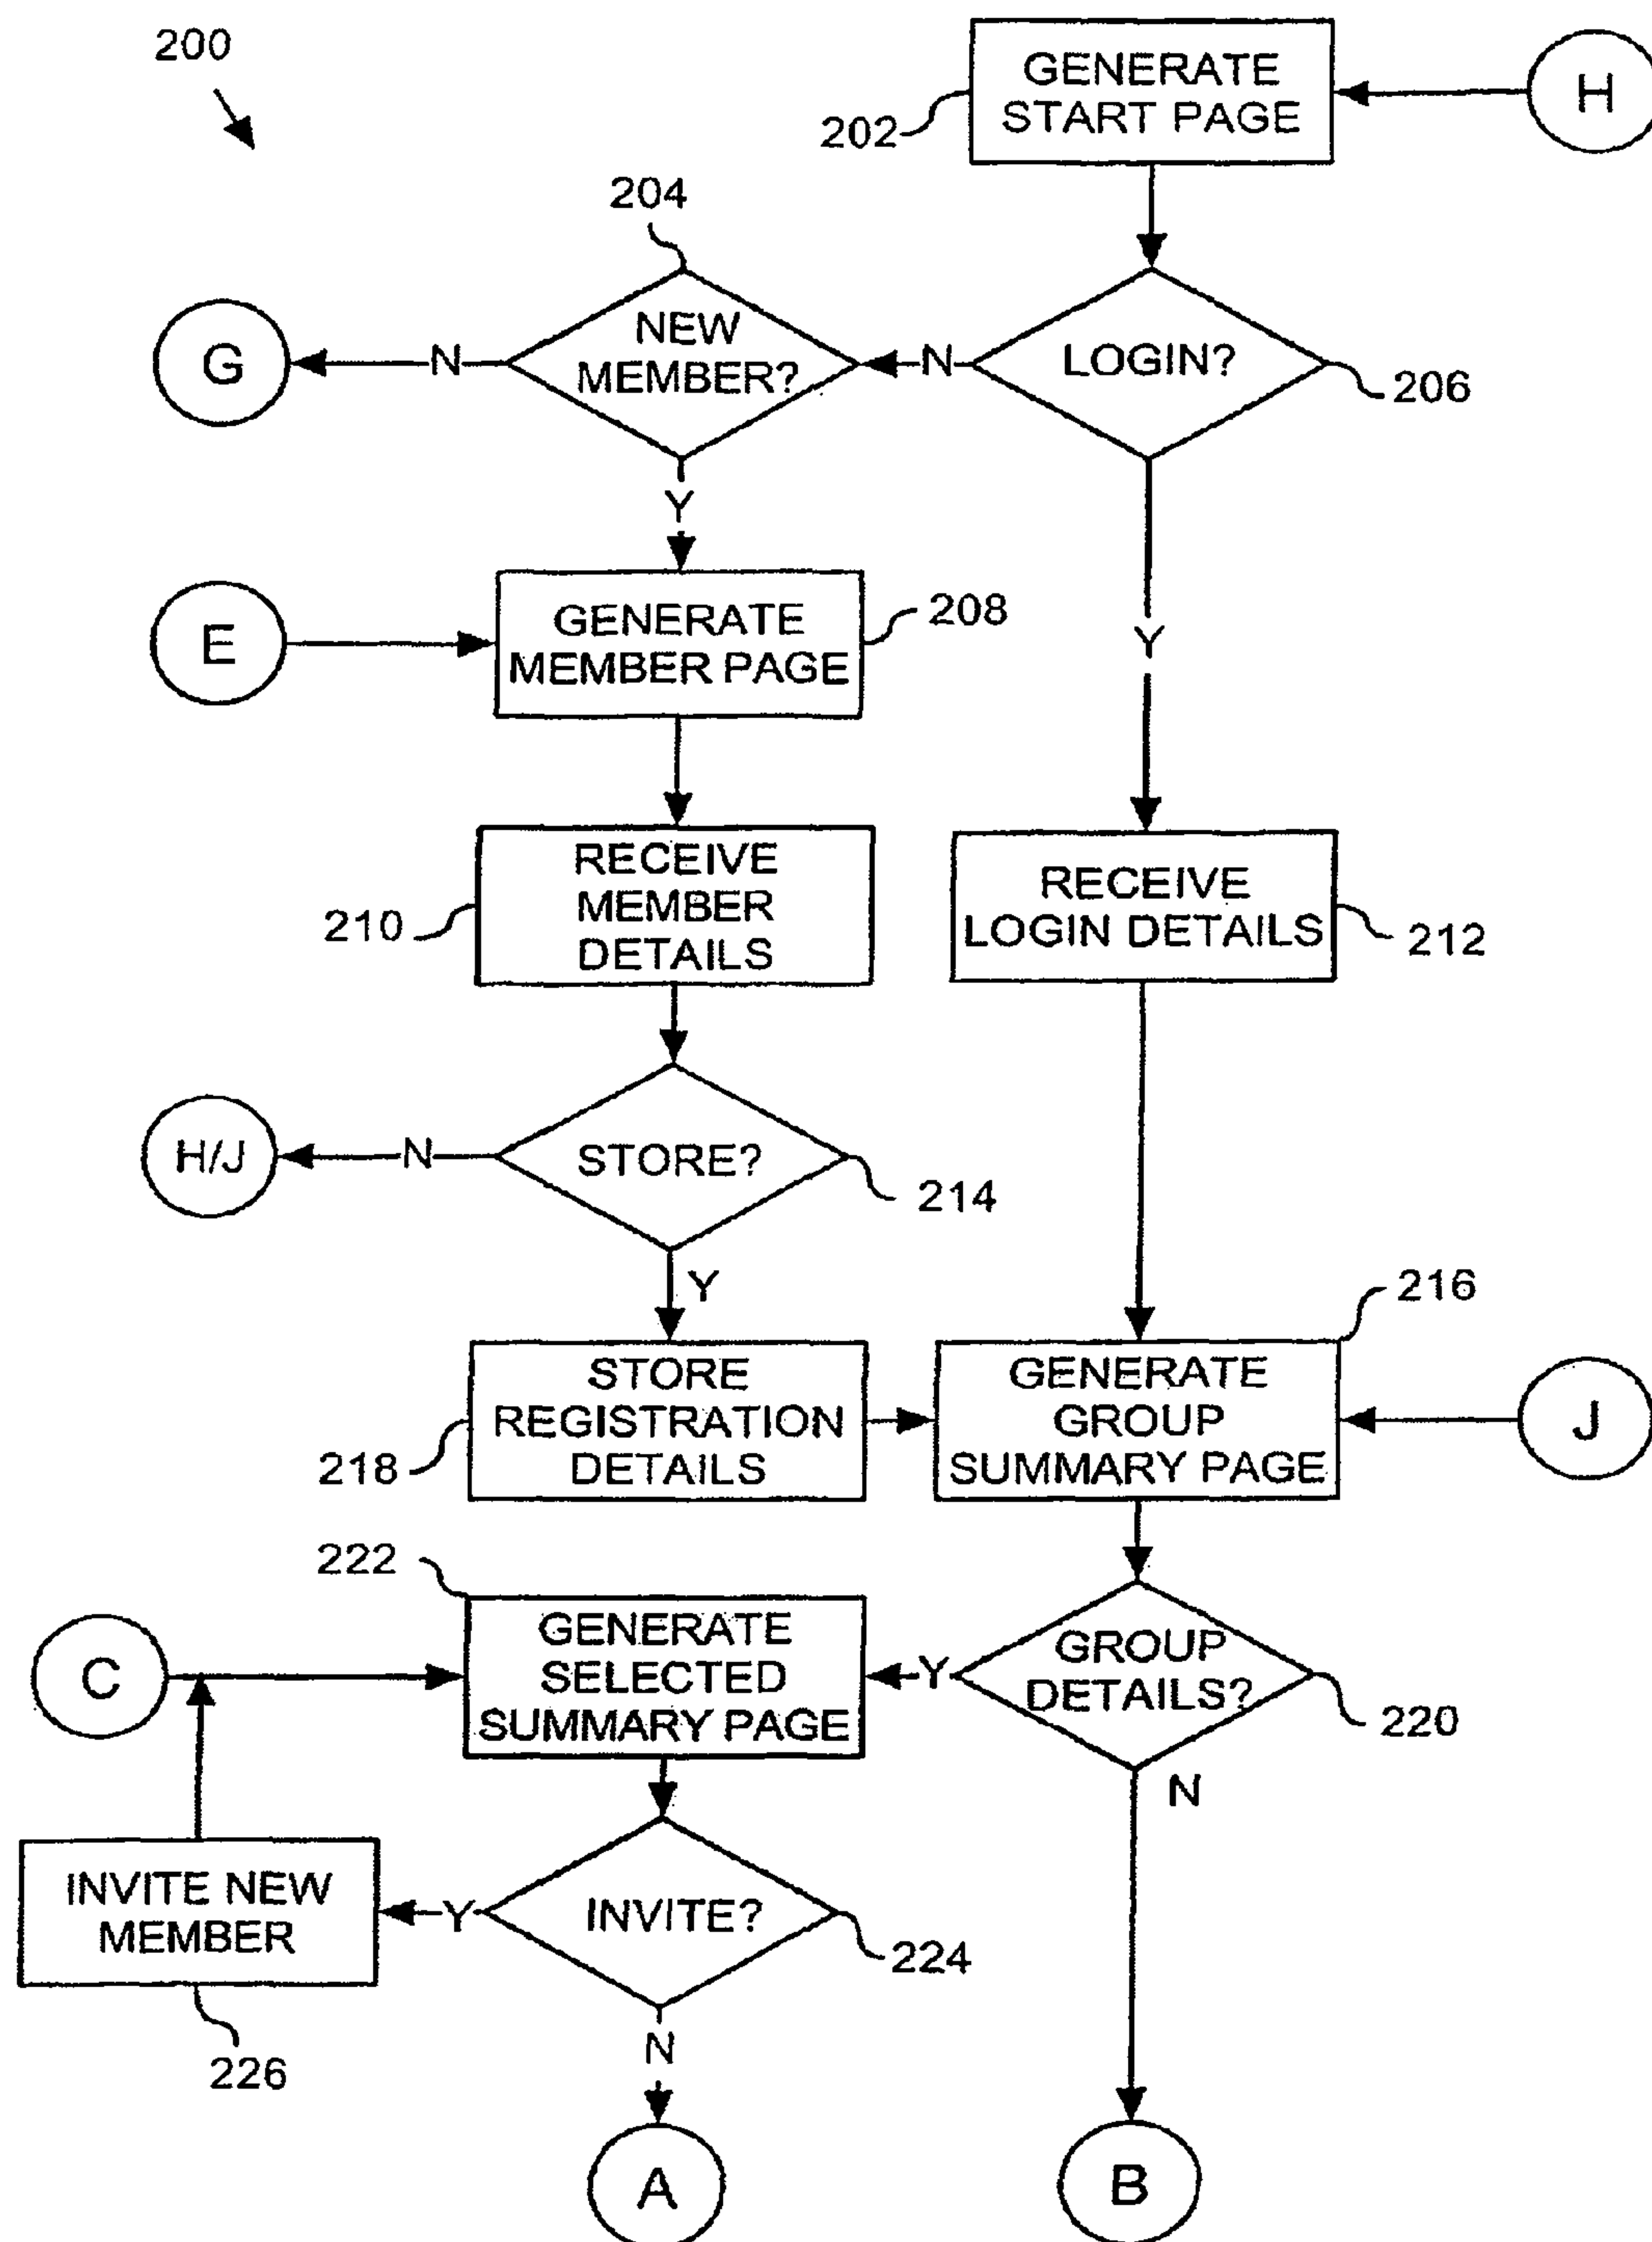 200
GENERATE
START PAGE
H
202
204
NEW
MEMBER?
G
N
N
LOGIN?
206
Y
Y
E
GENERATE
MEMBER PAGE
208
RECEIVE
MEMBER
DETAILS
210
RECEIVE
LOGIN DETAILS
212
H/J
N
STORE?
214
Y
216
STORE
REGISTRATION
DETAILS
218
GENERATE
GROUP
SUMMARY PAGE
J
222
C
GENERATE
SELECTED
SUMMARY PAGE
Y
GROUP
DETAILS?
220
N
INVITE NEW
MEMBER
Y
INVITE?
224
226
N
A
B